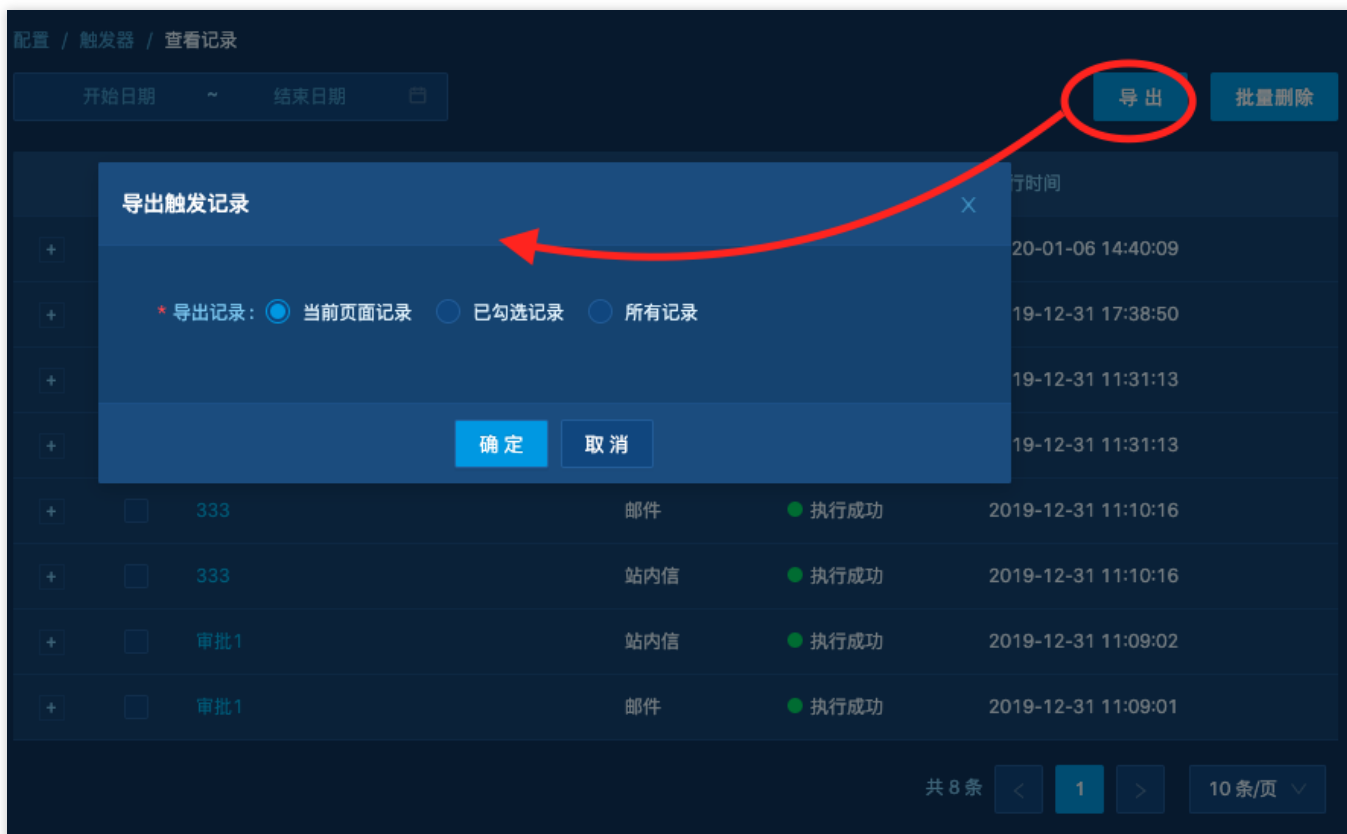 配置 / 触发器 / 查看记录
开始日期 ~ 结束日期
导 出 批量删除
行时间
导出触发记录
20-01-06 14:40:09
* 导出记录: 当前页面记录 已勾选记录 所有记录
19-12-31 17:38:50
19-12-31 11:31:13
确 定 取 消
19-12-31 11:31:13
333 邮件 执行成功 2019-12-31 11:10:16
333 站内信 执行成功 2019-12-31 11:10:16
审批1 站内信 执行成功 2019-12-31 11:09:02
审批1 邮件 执行成功 2019-12-31 11:09:01
共 8 条 < 1 > 10 条/页